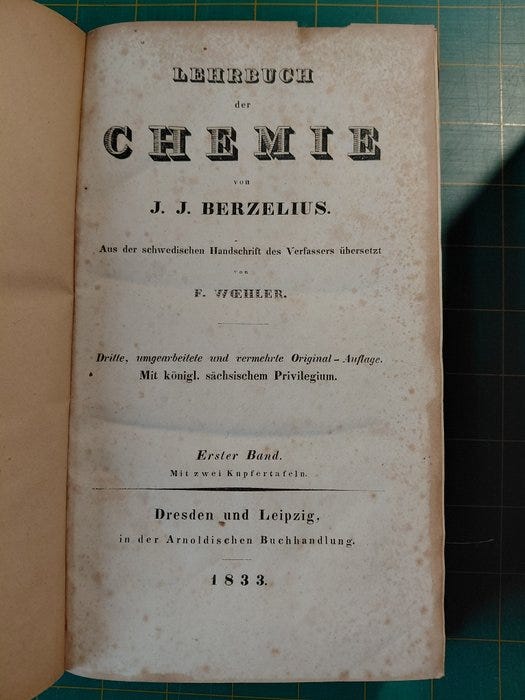 LEHRBUCH
der
CHEMIE
von
J. J. BERZELIUS.
Aus der schwedischen Handschrift des Verfassers übersetzt
von
F. WŒHLER.
Dritte, umgearbeitete und vermehrte Original-Auflage.
Mit königl. sächsischem Privilegium.
Erster Band.
Mit zwei Kupfertafeln.
Dresden und Leipzig,
in der Arnoldischen Buchhandlung.
1833.